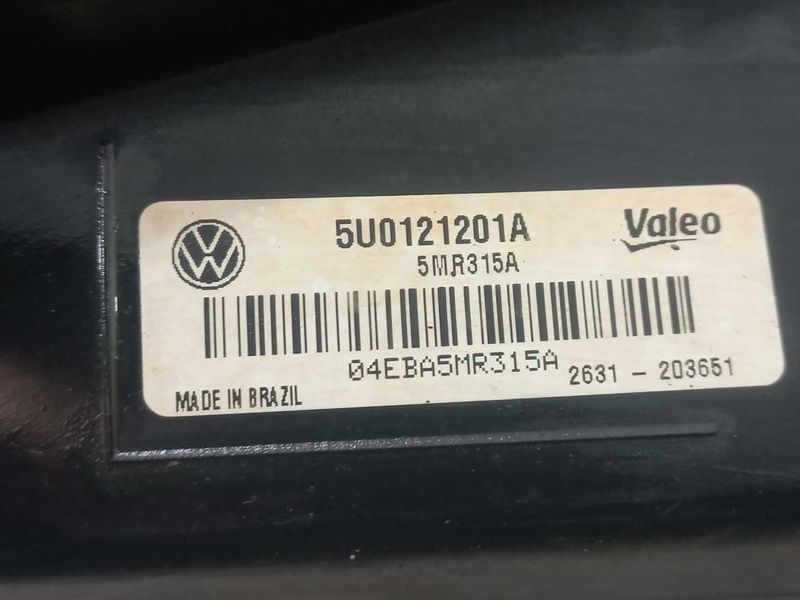 5U0121201A
Valeo
5MR315A
04EBA5MR315A
2631 - 203651
MADE IN BRAZIL